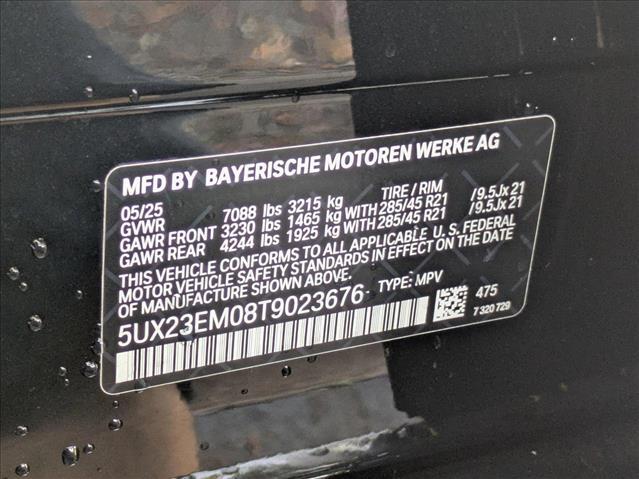 MFD BY BAYERISCHE MOTOREN WERKE AG
05/25 7088 lbs 3215 kg TIRE / RIM
GVWR
GAWR FRONT 3230 lbs 1465 kg WITH 285/45 R21 /9.5Jx21
GAWR REAR 4244 lbs 1925 kg WITH 285/45 R21 /9.5Jx21
THIS VEHICLE CONFORMS TO ALL APPLICABLE U.S. FEDERAL
MOTOR VEHICLE SAFETY STANDARDS IN EFFECT ON THE DATE
OF MANUFACTURE SHOWN ABOVE.
5UX23EM08T9023676 TYPE: MPV 475
7 320 729